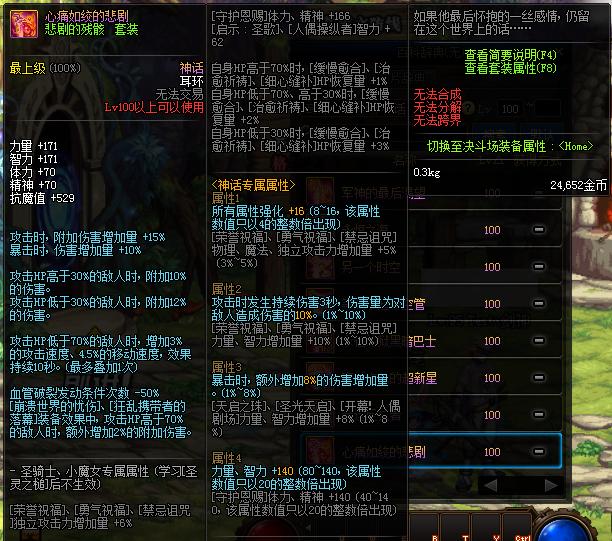 心痛如绞的悲剧
悲剧的残骸 套装
最上级 (100%)
神话
耳环
无法交易
Lv100以上可以使用
力量 +171
智力 +171
体力 +70
精神 +70
抗魔值 +529
攻击时，附加伤害增加量 +15%
暴击时，伤害增加量 +10%
攻击HP高于30%的敌人时，附加10%
的伤害。
攻击HP低于30%的敌人时，附加12%
的伤害。
攻击HP低于70%的敌人时，增加3%
的攻击速度、4.5%的移动速度，效果
持续10秒。(最多叠加1次)
血管破裂发动条件次数 -50%
[崩溃世界的忧伤]、[狂乱携带者的
落幕]装备效果中，攻击HP高于70%
的敌人时，额外增加2%的附加伤害。
- 圣骑士、小魔女专属属性 (学习[圣
灵之槌]后不生效)
[荣誉祝福]、[勇气祝福]、[禁忌诅咒
]独立攻击力增加量 +6%
[守护恩赐]体力、精神 +166
[启示：圣歌]、[人偶操纵者]智力 +
62
自身HP高于70%时，[缓慢愈合]、[治
愈祈祷]、[细心缝补]HP恢复量 +1%
自身HP低于70%、高于30%时，[缓慢愈
合]、[治愈祈祷]、[细心缝补]HP恢
复量 +2%
自身HP低于30%时，[缓慢愈合]、[治
愈祈祷]、[细心缝补]HP恢复量 +3%
<神话专属属性>
属性1
所有属性强化 +16 (8~16，该属性
数值只以4的整数倍出现)
[荣誉祝福]、[勇气祝福]、[禁忌诅咒]
物理、魔法、独立攻击力增加量 +5%
(3%~5%)
属性2
攻击时发生持续伤害3秒，伤害量为对
敌人造成伤害的10%。(1%~10%)
[荣誉祝福]、[勇气祝福]、[禁忌诅咒]
力量、智力增加量 +10% (1%~10%)
属性3
暴击时，额外增加8%的伤害增加量
。(1%~8%)
[天启之珠]、[圣光天启]、[开幕！人偶
剧场]力量、智力增加量 +8% (1%~8
%)
属性4
力量、智力 +140 (80~140，该属性
数值只以20的整数倍出现)
[守护恩赐]体力、精神 +140 (40~14
0，该属性数值只以20的整数倍出现)
如果他最后怀抱的一丝感情，仍留
在这个世界上的话……
查看简要说明(F4)
查看套装属性(F8)
无法合成
无法分解
无法跨界
切换至决斗场装备属性：<Home>
0.3kg
24,652金币
Lv 100
100
100
100
100
100
100
心痛如绞的悲剧
100
R
T
Y
Ctrl